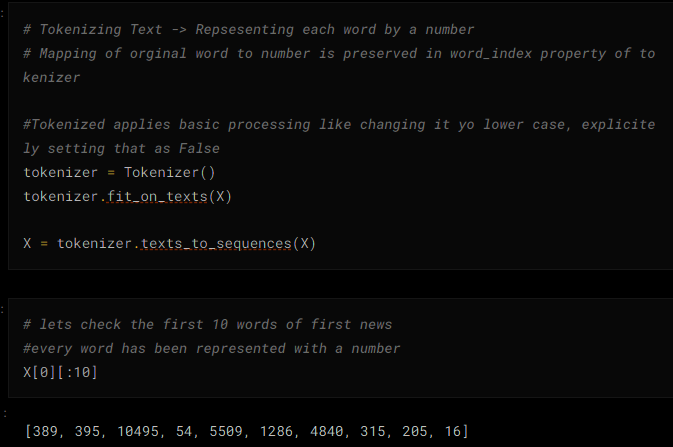 # Tokenizing Text -> Repsesenting each word by a number
# Mapping of orginal word to number is preserved in word_index property of to
kenizer
#Tokenized applies basic processing like changing it yo lower case, explicite
ly setting that as False
tokenizer = Tokenizer()
tokenizer.fit_on_texts(X)
X = tokenizer.texts_to_sequences(X)
# lets check the first 10 words of first news
#every word has been represented with a number
X[0][:10]
[389, 395, 10495, 54, 5509, 1286, 4840, 315, 205, 16]